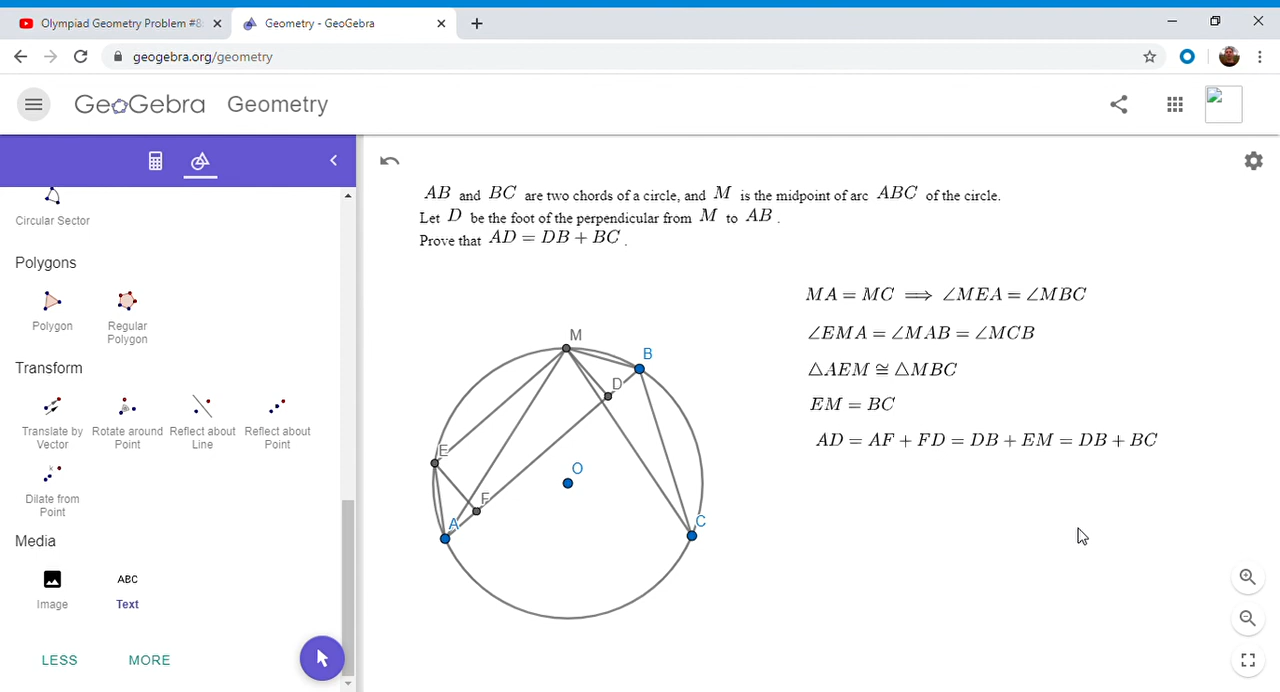 Olympiad Geometry Problem #8
Geometry - GeoGebra
geogebra.org/geometry
GeoGebra Geometry
Circular Sector
Polygons
Polygon
Regular Polygon
Transform
Translate by Vector
Rotate around Point
Reflect about Line
Reflect about Point
Dilate from Point
Media
Image
ABC
Text
LESS MORE
AB and BC are two chords of a circle, and M is the midpoint of arc ABC of the circle.
Let D be the foot of the perpendicular from M to AB .
Prove that AD = DB + BC .
MA = MC ⟹ ∠MEA = ∠MBC
∠EMA = ∠MAB = ∠MCB
△AEM ≅ △MBC
EM = BC
AD = AF + FD = DB + EM = DB + BC
M
B
D
E
O
F
A
C